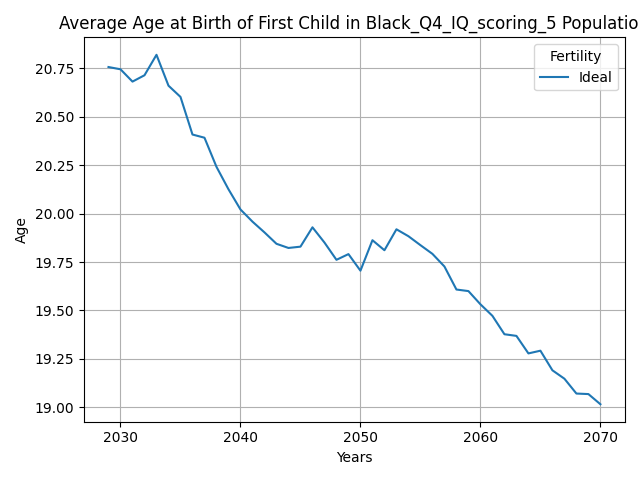 Average Age at Birth of First Child in Black_Q4_IQ_scoring_5 Populatio
Fertility
Ideal
20.75
20.50
20.25
20.00
19.75
19.50
19.25
19.00
Age
2030 2040 2050 2060 2070
Years